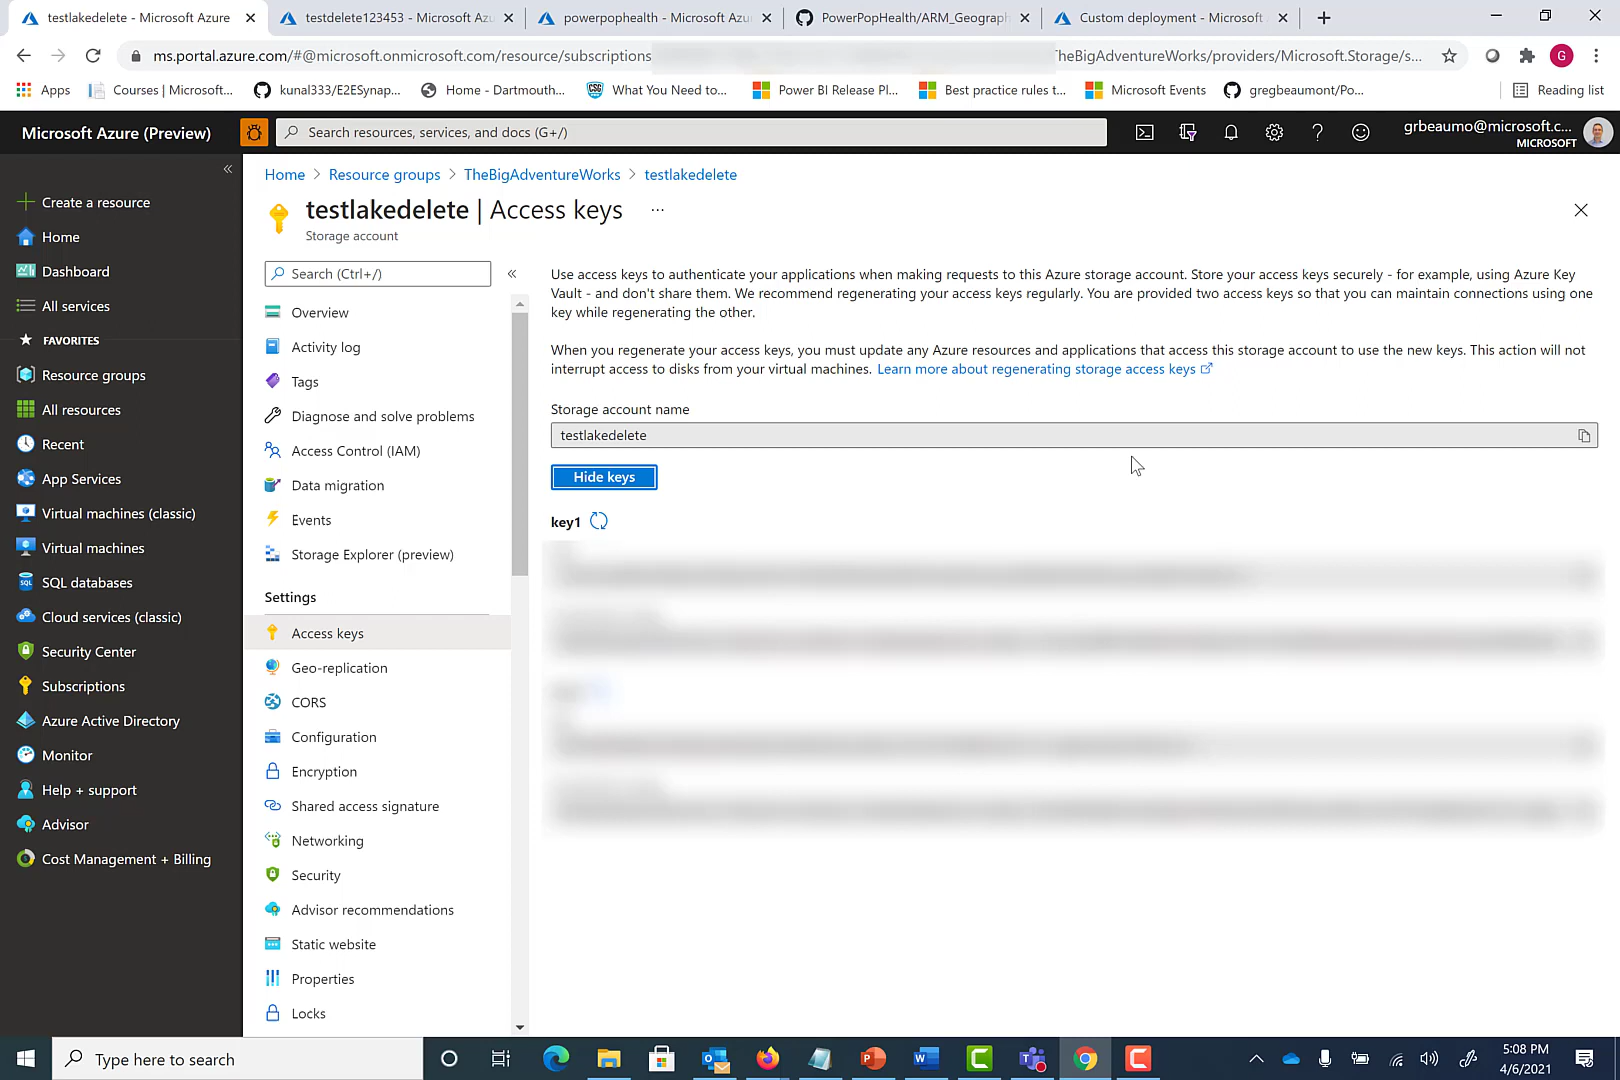 testlakedelete - Microsoft Azure
testdelete123453 - Microsoft Azu
powerpophealth - Microsoft Azu
PowerPopHealth/ARM_Geograph
Custom deployment - Microsoft
ms.portal.azure.com/#@microsoft.onmicrosoft.com/resource/subscriptions
heBigAdventureWorks/providers/Microsoft.Storage/s...
G
Apps
Courses | Microsoft...
kunal333/E2ESynap...
Home - Dartmouth...
What You Need to...
Power BI Release Pl...
Best practice rules t...
Microsoft Events
gregbeaumont/Po...
Reading list
Microsoft Azure (Preview)
Search resources, services, and docs (G+/)
grbeaumo@microsoft.c...
MICROSOFT
Create a resource
Home
Dashboard
All services
FAVORITES
Resource groups
All resources
Recent
App Services
Virtual machines (classic)
Virtual machines
SQL databases
Cloud services (classic)
Security Center
Subscriptions
Azure Active Directory
Monitor
Help + support
Advisor
Cost Management + Billing
Home > Resource groups > TheBigAdventureWorks > testlakedelete
testlakedelete | Access keys ...
Storage account
Search (Ctrl+/)
Overview
Activity log
Tags
Diagnose and solve problems
Access Control (IAM)
Data migration
Events
Storage Explorer (preview)
Settings
Access keys
Geo-replication
CORS
Configuration
Encryption
Shared access signature
Networking
Security
Advisor recommendations
Static website
Properties
Locks
Use access keys to authenticate your applications when making requests to this Azure storage account. Store your access keys securely - for example, using Azure Key
Vault - and don't share them. We recommend regenerating your access keys regularly. You are provided two access keys so that you can maintain connections using one
key while regenerating the other.
When you regenerate your access keys, you must update any Azure resources and applications that access this storage account to use the new keys. This action will not
interrupt access to disks from your virtual machines. Learn more about regenerating storage access keys
Storage account name
testlakedelete
Hide keys
key1
Type here to search
5:08 PM
4/6/2021